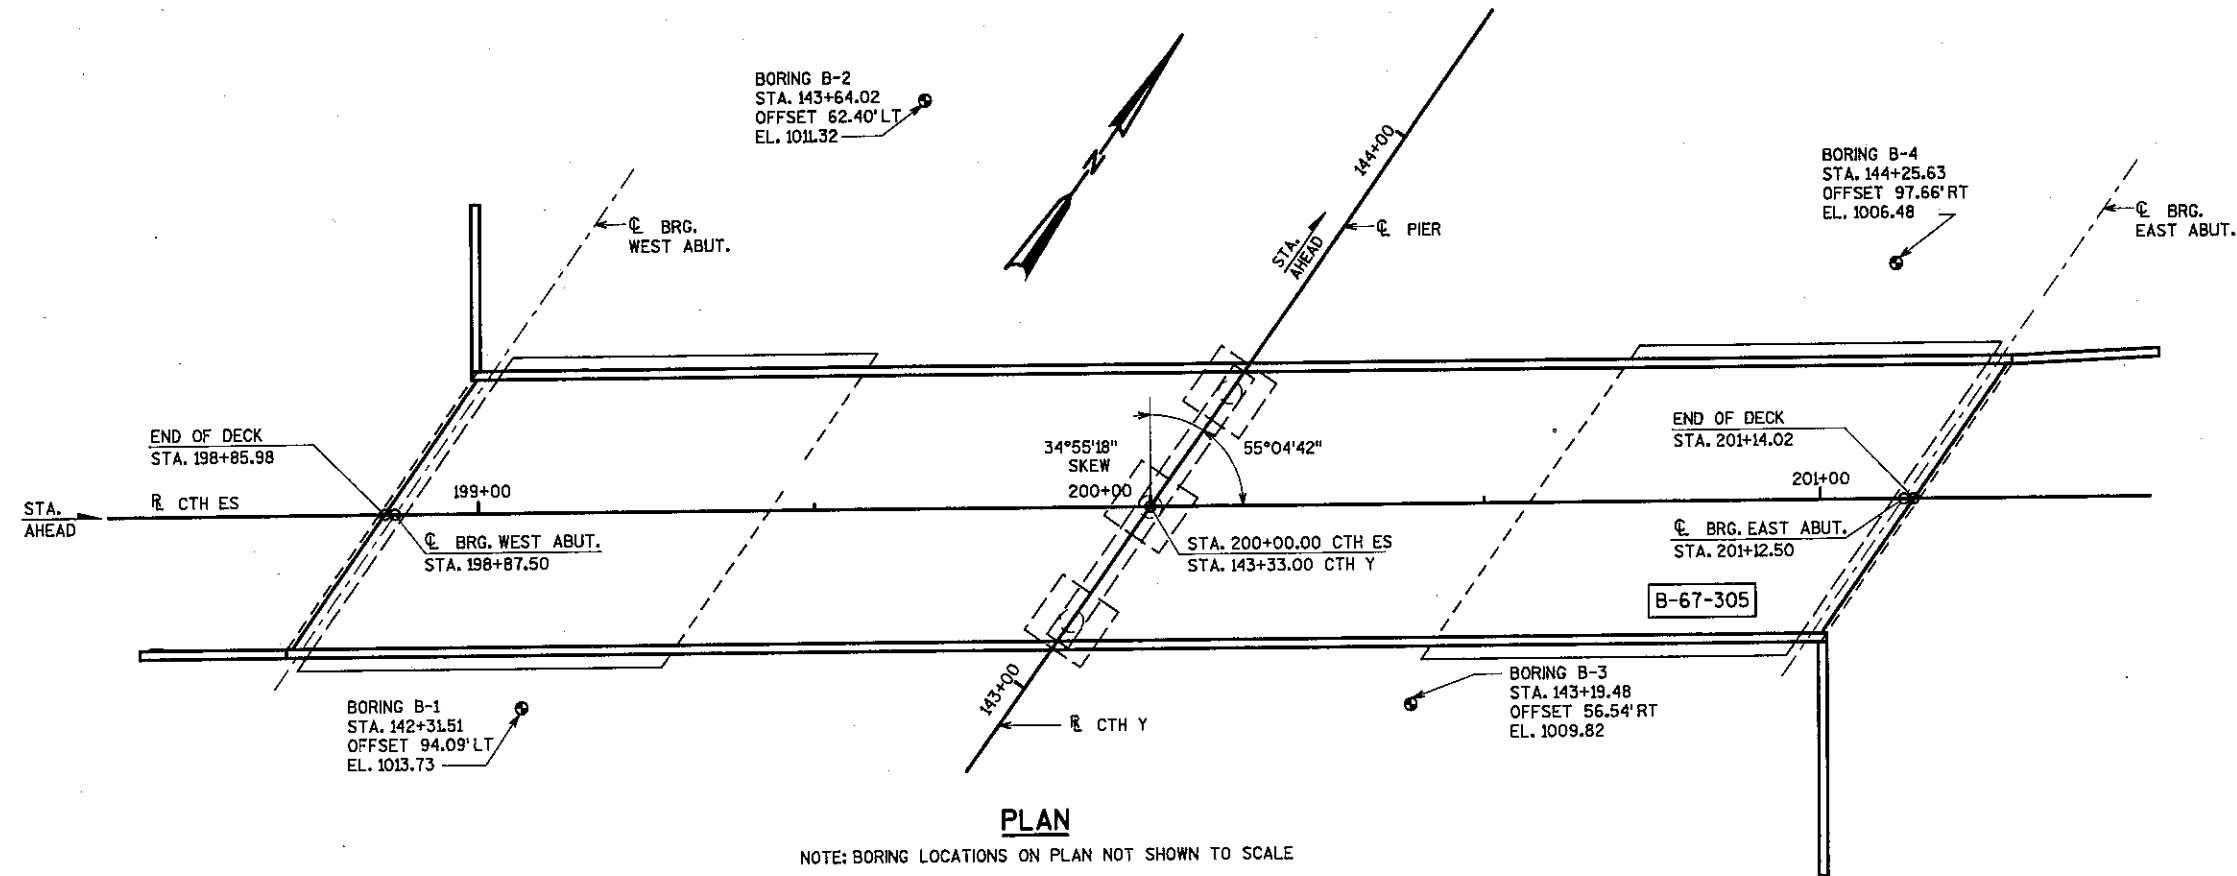 BORING B-2
STA. 143+64.02
OFFSET 62.40' LT
EL. 1011.32
N
144+00
BORING B-4
STA. 144+25.63
OFFSET 97.66' RT
EL. 1006.48
℄ BRG.
WEST ABUT.
STA.
AHEAD
℄ PIER
℄ BRG.
EAST ABUT.
END OF DECK
STA. 198+85.98
34°55'18"
SKEW
55°04'42"
END OF DECK
STA. 201+14.02
STA.
AHEAD
RL CTH ES
199+00
200+00
201+00
℄ BRG. WEST ABUT.
STA. 198+87.50
STA. 200+00.00 CTH ES
STA. 143+33.00 CTH Y
℄ BRG. EAST ABUT.
STA. 201+12.50
B-67-305
143+00
BORING B-1
STA. 142+31.51
OFFSET 94.09' LT
EL. 1013.73
RL CTH Y
BORING B-3
STA. 143+19.48
OFFSET 56.54' RT
EL. 1009.82
PLAN
NOTE: BORING LOCATIONS ON PLAN NOT SHOWN TO SCALE